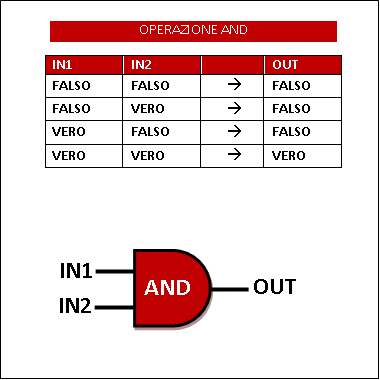 OPERAZIONE AND
IN1 IN2 OUT
FALSO FALSO → FALSO
FALSO VERO → FALSO
VERO FALSO → FALSO
VERO VERO → VERO
IN1
AND
OUT
IN2